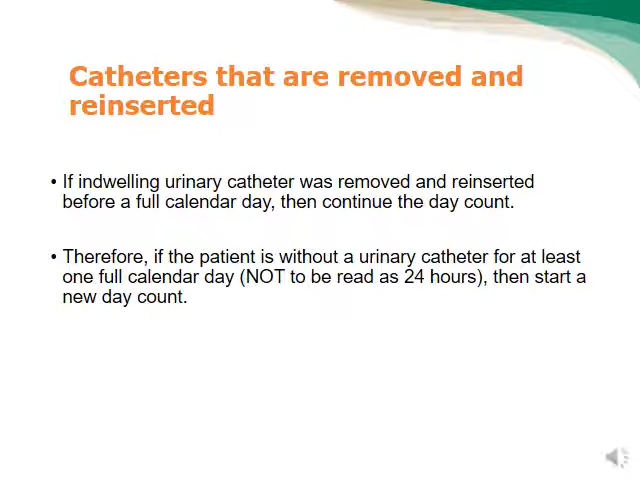 Catheters that are removed and
reinserted
• If indwelling urinary catheter was removed and reinserted
before a full calendar day, then continue the day count.
• Therefore, if the patient is without a urinary catheter for at least
one full calendar day (NOT to be read as 24 hours), then start a
new day count.